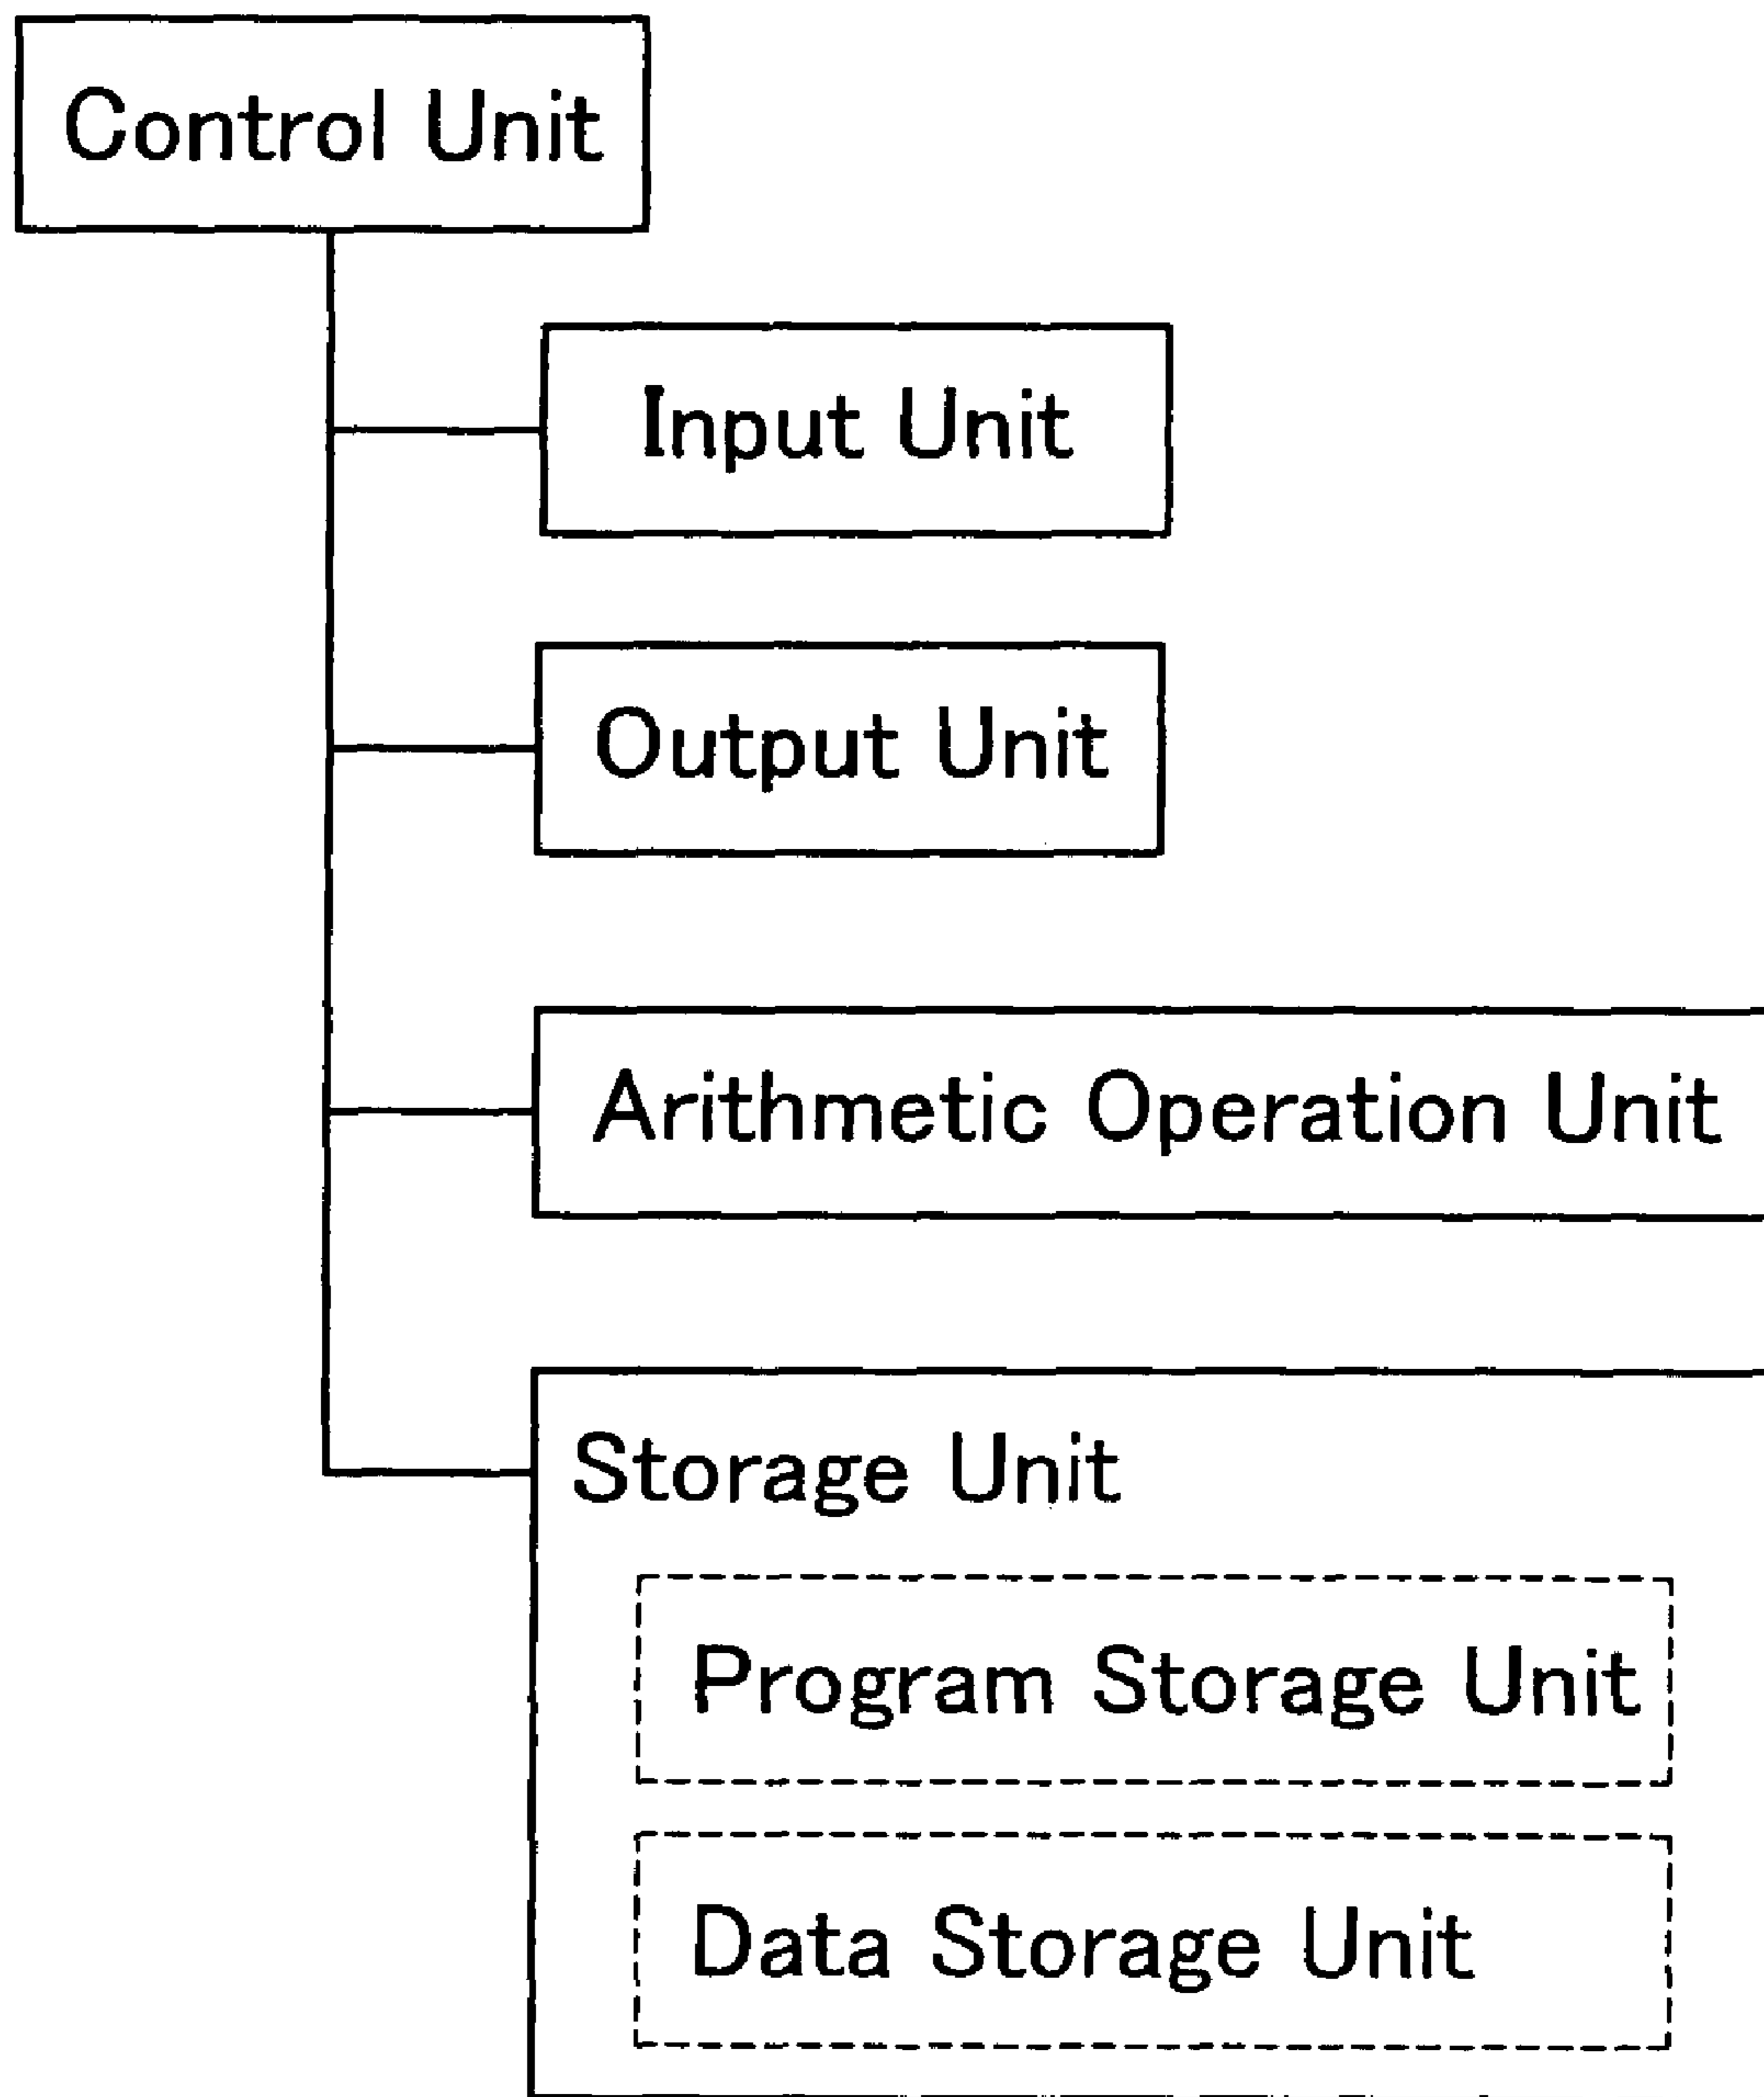 Control Unit
Input Unit
Output Unit
Arithmetic Operation Unit
Storage Unit
Program Storage Unit
Data Storage Unit